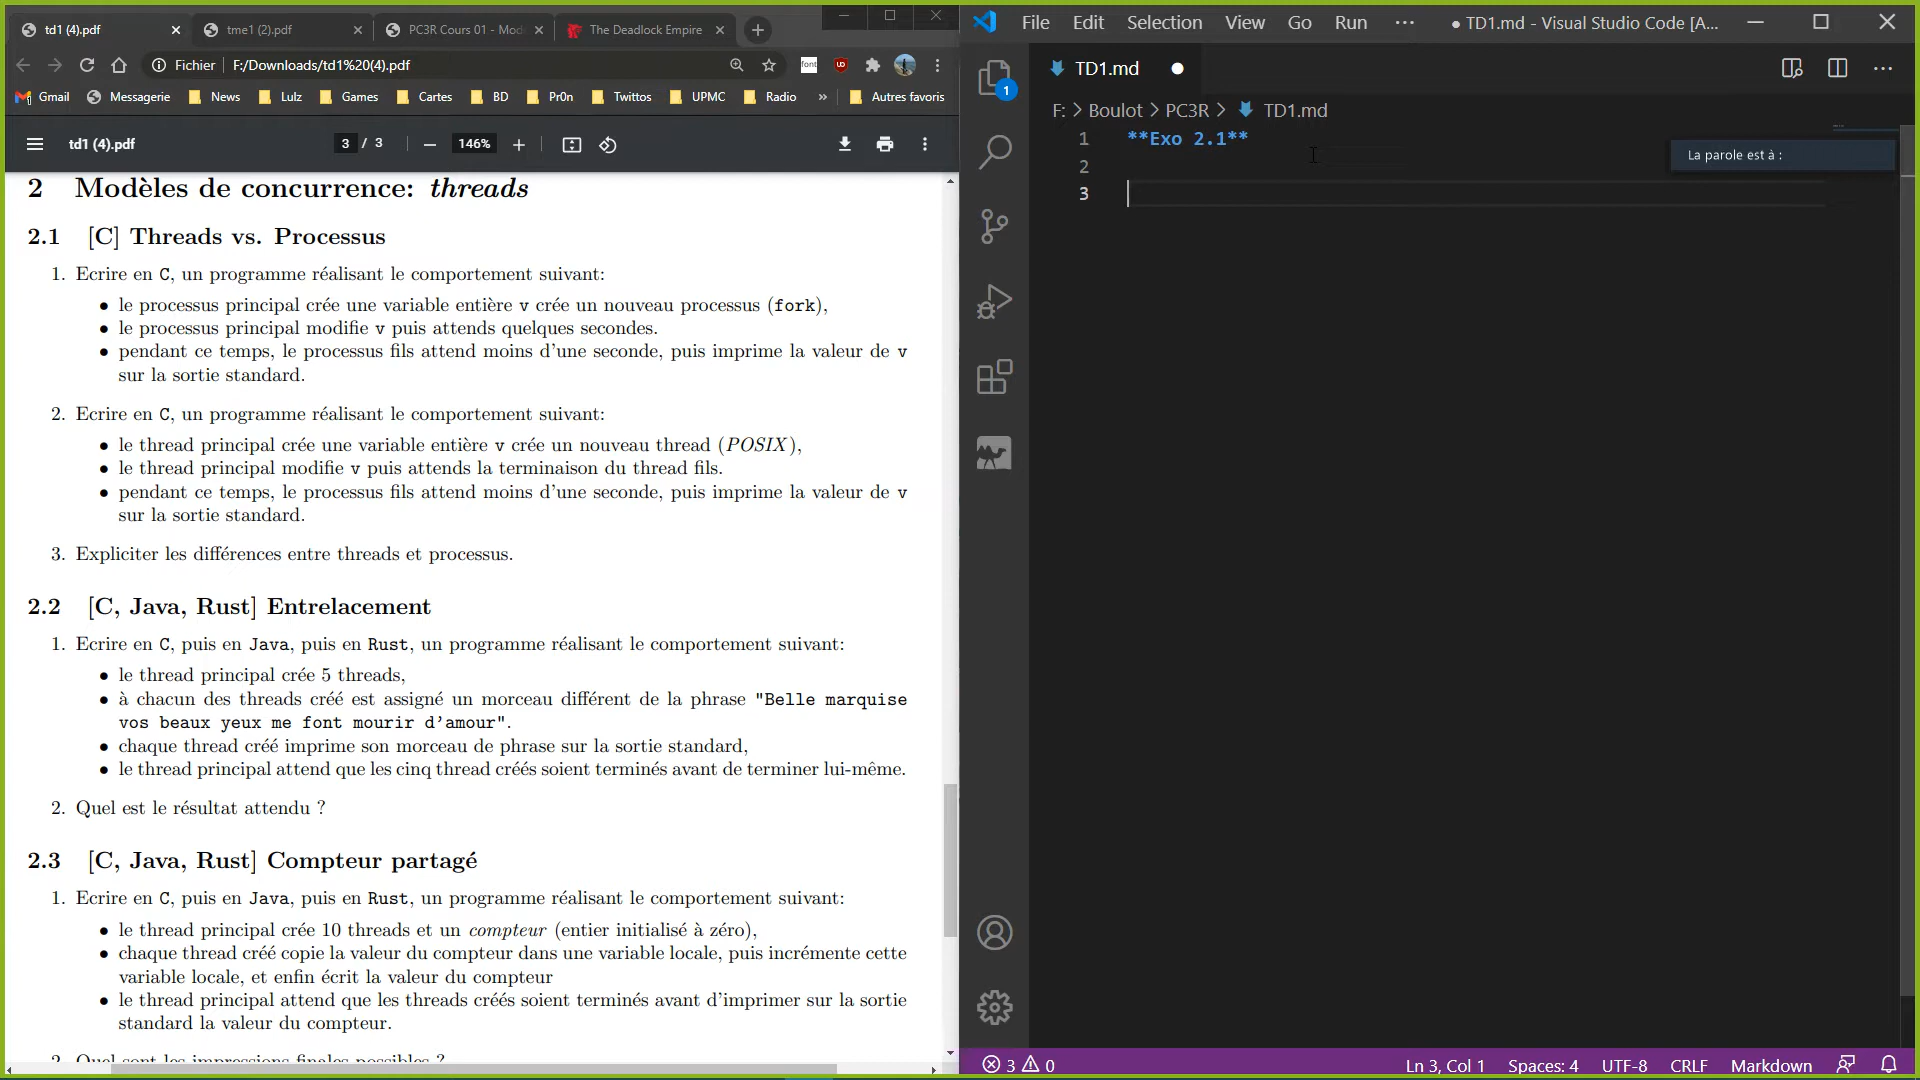 td1 (4).pdf
tme1 (2).pdf
PC3R Cours 01 - Mod
The Deadlock Empire
Fichier
F:/Downloads/td1%20(4).pdf
Gmail
Messagerie
News
Lulz
Games
Cartes
BD
Pr0n
Twittos
UPMC
Radio
»
Autres favoris
td1 (4).pdf
3 / 3
146%
2 Modèles de concurrence: threads
2.1 [C] Threads vs. Processus
1. Ecrire en C, un programme réalisant le comportement suivant:
• le processus principal crée une variable entière v crée un nouveau processus (fork),
• le processus principal modifie v puis attends quelques secondes.
• pendant ce temps, le processus fils attend moins d'une seconde, puis imprime la valeur de v
sur la sortie standard.
2. Ecrire en C, un programme réalisant le comportement suivant:
• le thread principal crée une variable entière v crée un nouveau thread (POSIX),
• le thread principal modifie v puis attends la terminaison du thread fils.
• pendant ce temps, le processus fils attend moins d'une seconde, puis imprime la valeur de v
sur la sortie standard.
3. Expliciter les différences entre threads et processus.
2.2 [C, Java, Rust] Entrelacement
1. Ecrire en C, puis en Java, puis en Rust, un programme réalisant le comportement suivant:
• le thread principal crée 5 threads,
• à chacun des threads créé est assigné un morceau différent de la phrase "Belle marquise
vos beaux yeux me font mourir d'amour".
• chaque thread créé imprime son morceau de phrase sur la sortie standard,
• le thread principal attend que les cinq thread créés soient terminés avant de terminer lui-même.
2. Quel est le résultat attendu ?
2.3 [C, Java, Rust] Compteur partagé
1. Ecrire en C, puis en Java, puis en Rust, un programme réalisant le comportement suivant:
• le thread principal crée 10 threads et un compteur (entier initialisé à zéro),
• chaque thread créé copie la valeur du compteur dans une variable locale, puis incrémente cette
variable locale, et enfin écrit la valeur du compteur
• le thread principal attend que les threads créés soient terminés avant d'imprimer sur la sortie
standard la valeur du compteur.
2. Quel sont les impressions finales possibles ?
File Edit Selection View Go Run ···
● TD1.md - Visual Studio Code [A...
TD1.md
F: > Boulot > PC3R > TD1.md
1 **Exo 2.1**
2
3
La parole est à :
1
3 0
Ln 3, Col 1
Spaces: 4
UTF-8
CRLF
Markdown